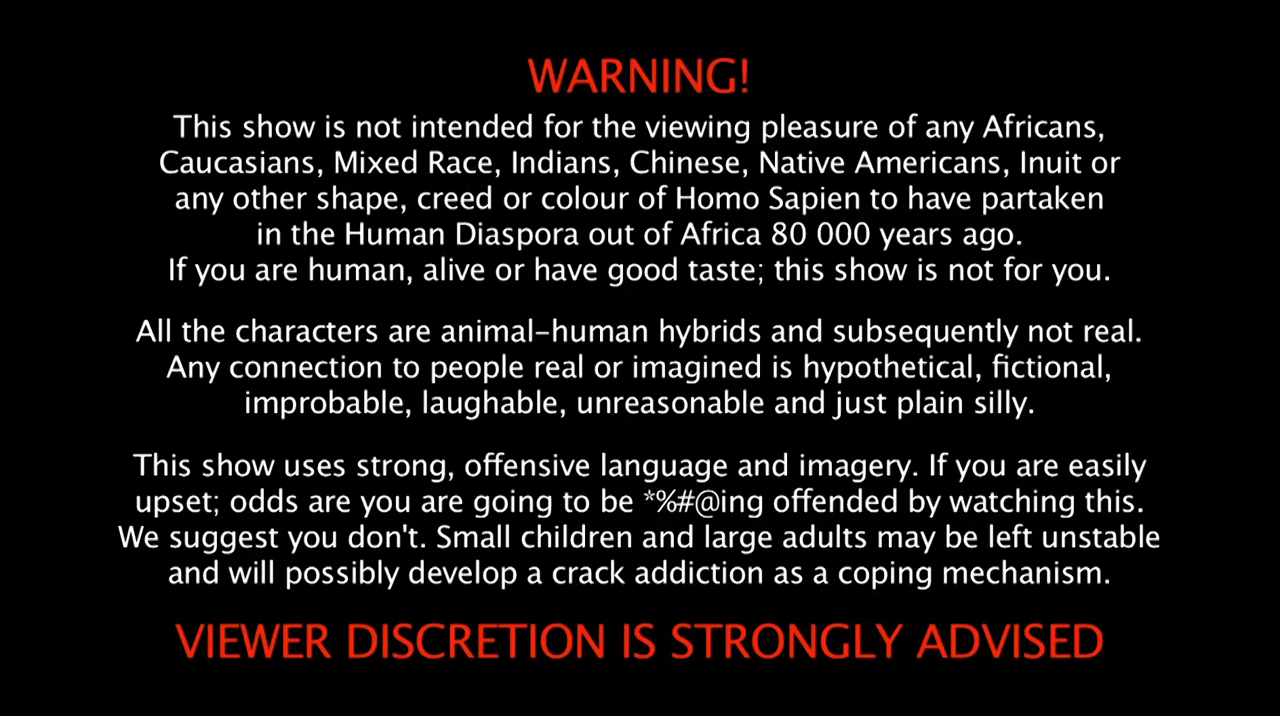 WARNING!
This show is not intended for the viewing pleasure of any Africans,
Caucasians, Mixed Race, Indians, Chinese, Native Americans, Inuit or
any other shape, creed or colour of Homo Sapien to have partaken
in the Human Diaspora out of Africa 80 000 years ago.
If you are human, alive or have good taste; this show is not for you.
All the characters are animal-human hybrids and subsequently not real.
Any connection to people real or imagined is hypothetical, fictional,
improbable, laughable, unreasonable and just plain silly.
This show uses strong, offensive language and imagery. If you are easily
upset; odds are you are going to be *%#@ing offended by watching this.
We suggest you don't. Small children and large adults may be left unstable
and will possibly develop a crack addiction as a coping mechanism.
VIEWER DISCRETION IS STRONGLY ADVISED